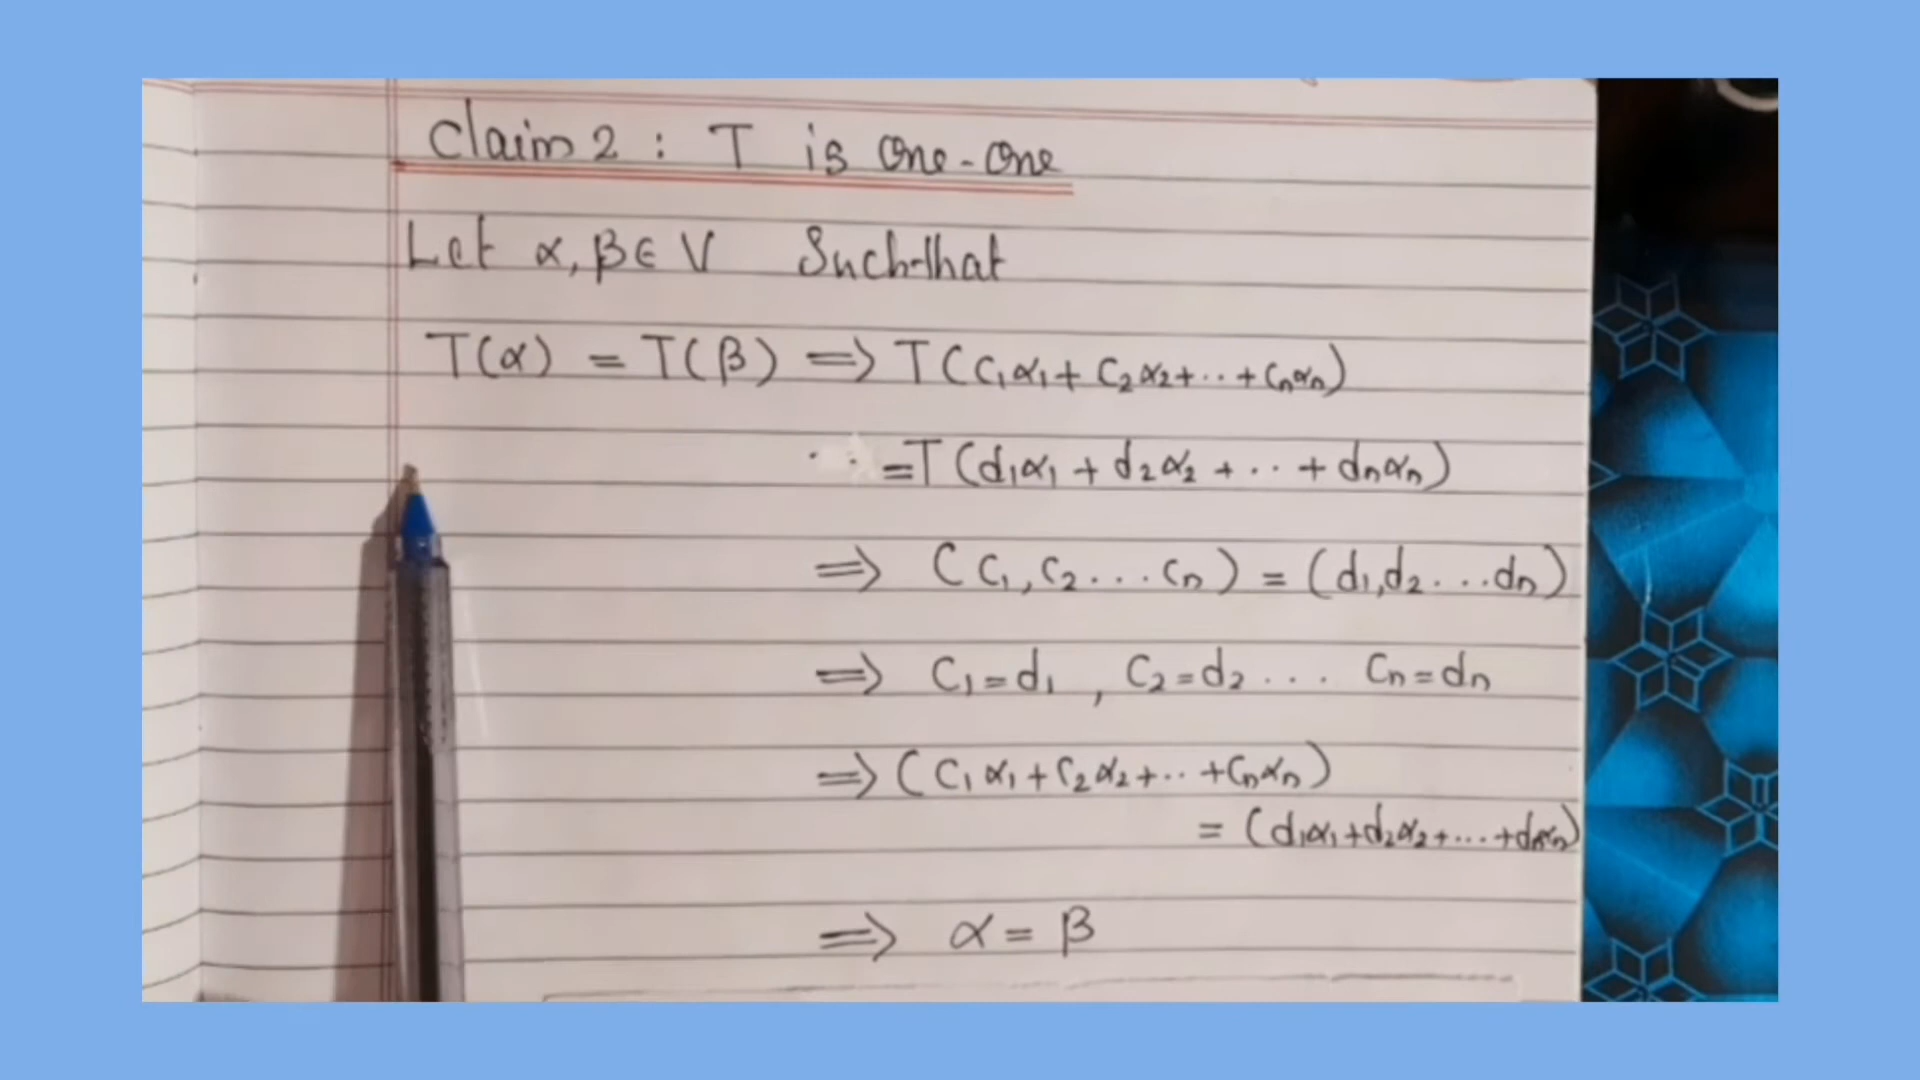 Claim 2 : T is one-one
Let α, β ∈ V Such that
T(α) = T(β) ⇒ T(c₁α₁ + c₂α₂ + .. + cₙαₙ)
= T(d₁α₁ + d₂α₂ + .. + dₙαₙ)
⇒ (c₁, c₂ ... cₙ) = (d₁, d₂ ... dₙ)
⇒ c₁ = d₁ , c₂ = d₂ ... cₙ = dₙ
⇒ (c₁α₁ + c₂α₂ + .. + cₙαₙ)
= (d₁α₁ + d₂α₂ + .... + dₙαₙ)
⇒ α = β